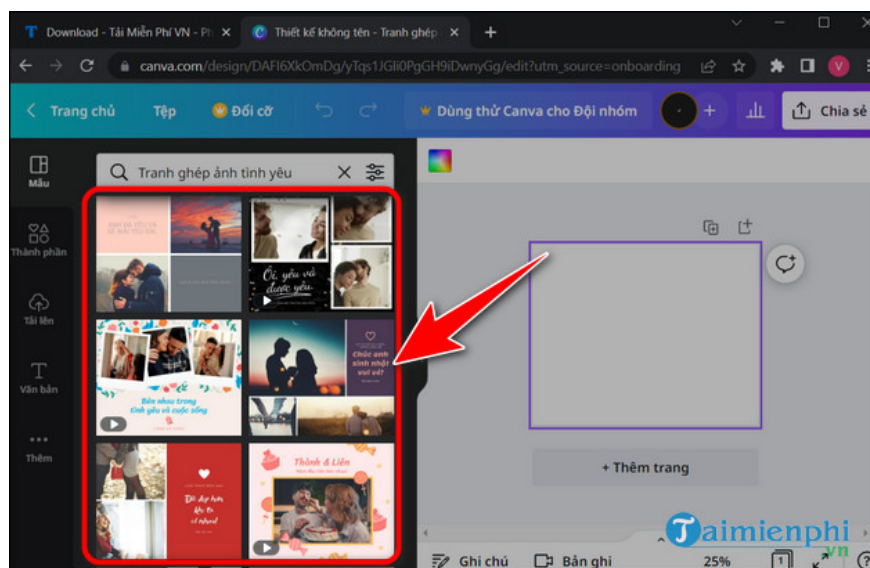 Download - Tải Miễn Phí VN - Ph
Thiết kế không tên - Tranh ghép
canva.com/design/DAFI6XkOmDg/yTqs1JGli0PgGH9iDwnyGg/edit?utm_source=onboarding
V
Trang chủ
Tệp
Đổi cỡ
Dùng thử Canva cho Đội nhóm
Chia sẻ
Mẫu
Thành phần
Tải lên
Văn bản
Thêm
Tranh ghép ảnh tình yêu
Ôi, yêu và
được yêu.
Chúc anh
sinh nhật
vui vẻ!
Bên nhau trong
tình yêu và cuộc sống
Thành & Liên
+ Thêm trang
Ghi chú
Bản ghi
25%
1
Taimienphi
.vn